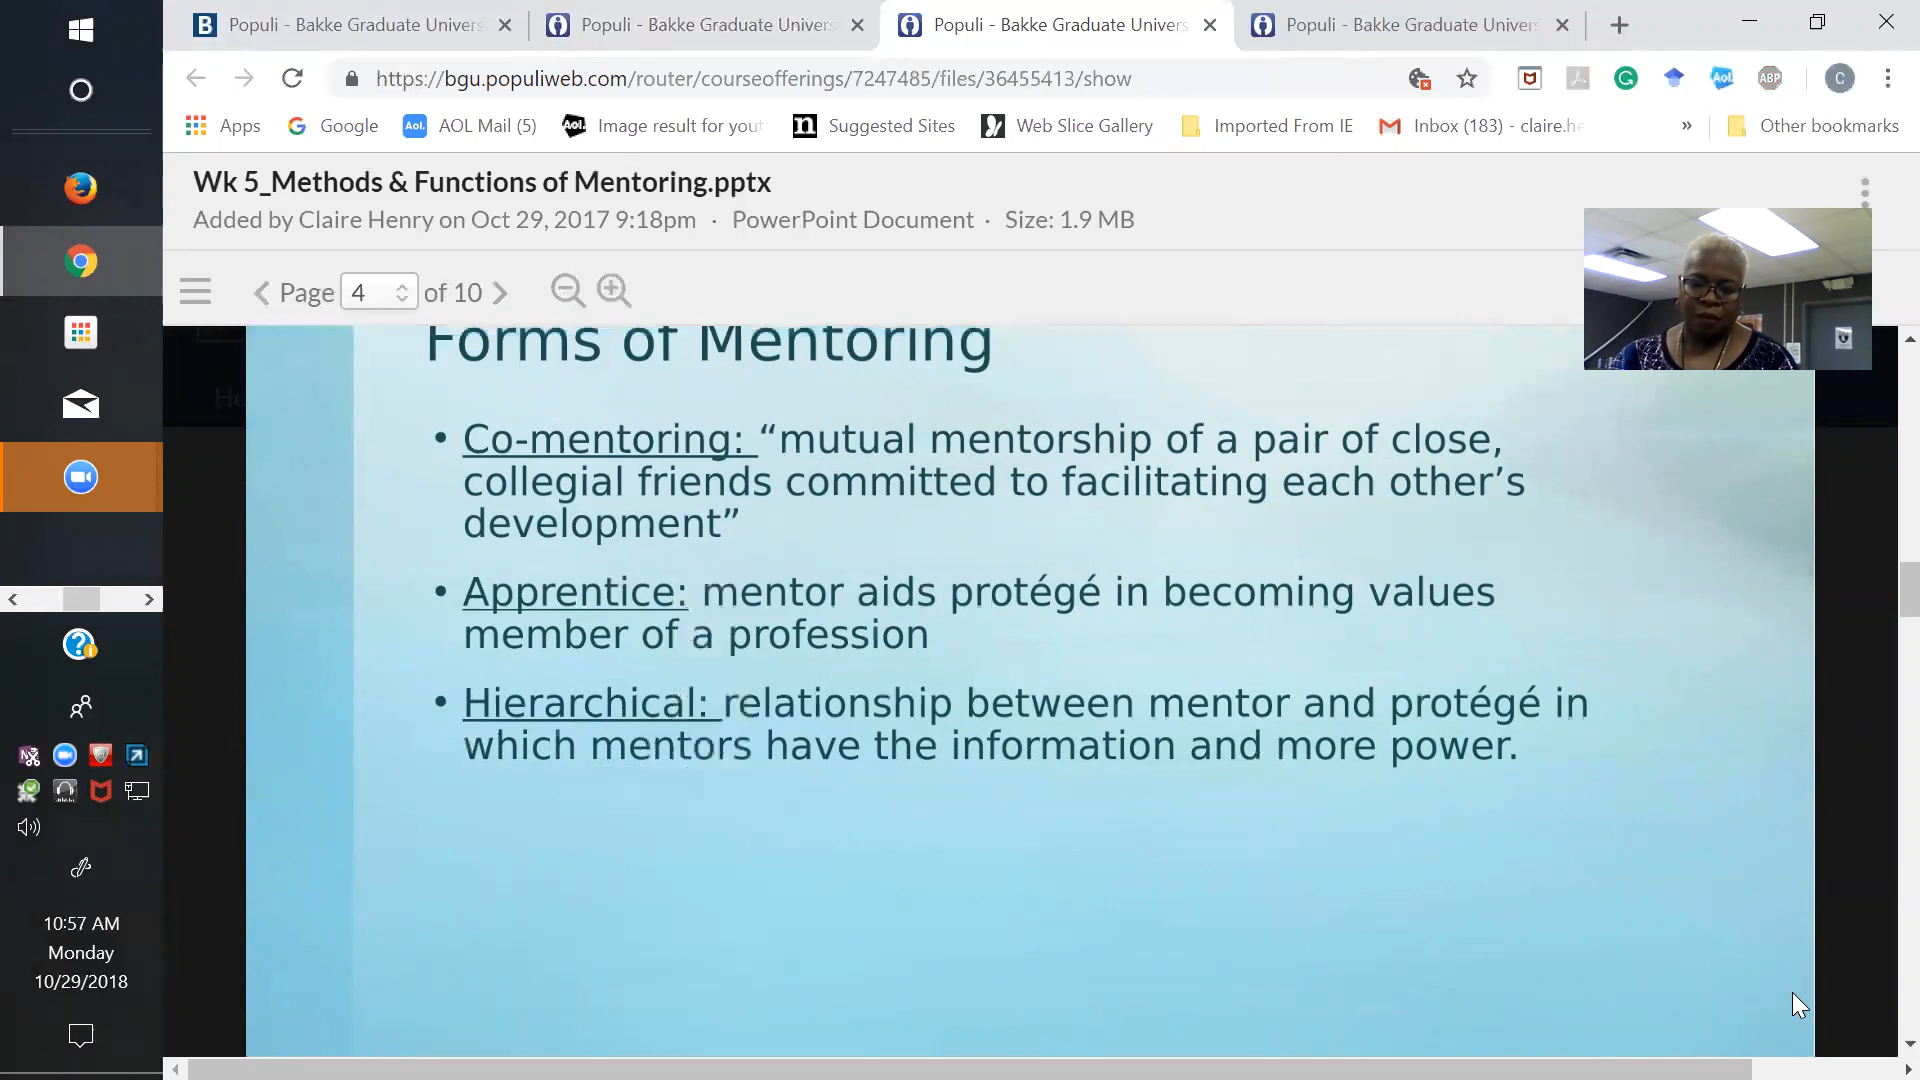 Populi - Bakke Graduate Univers
Populi - Bakke Graduate Univers
Populi - Bakke Graduate Univers
Populi - Bakke Graduate Univers
https://bgu.populiweb.com/router/courseofferings/7247485/files/36455413/show
Aol.
ABP
C
Apps
Google
Aol.
AOL Mail (5)
Aol.
Image result for yout
Suggested Sites
Web Slice Gallery
Imported From IE
Inbox (183) - claire.he
»
Other bookmarks
Wk 5_Methods & Functions of Mentoring.pptx
Added by Claire Henry on Oct 29, 2017 9:18pm · PowerPoint Document · Size: 1.9 MB
Page 4 of 10
Forms of Mentoring
• Co-mentoring: “mutual mentorship of a pair of close,
collegial friends committed to facilitating each other’s
development”
• Apprentice: mentor aids protégé in becoming values
member of a profession
• Hierarchical: relationship between mentor and protégé in
which mentors have the information and more power.
10:57 AM
Monday
10/29/2018